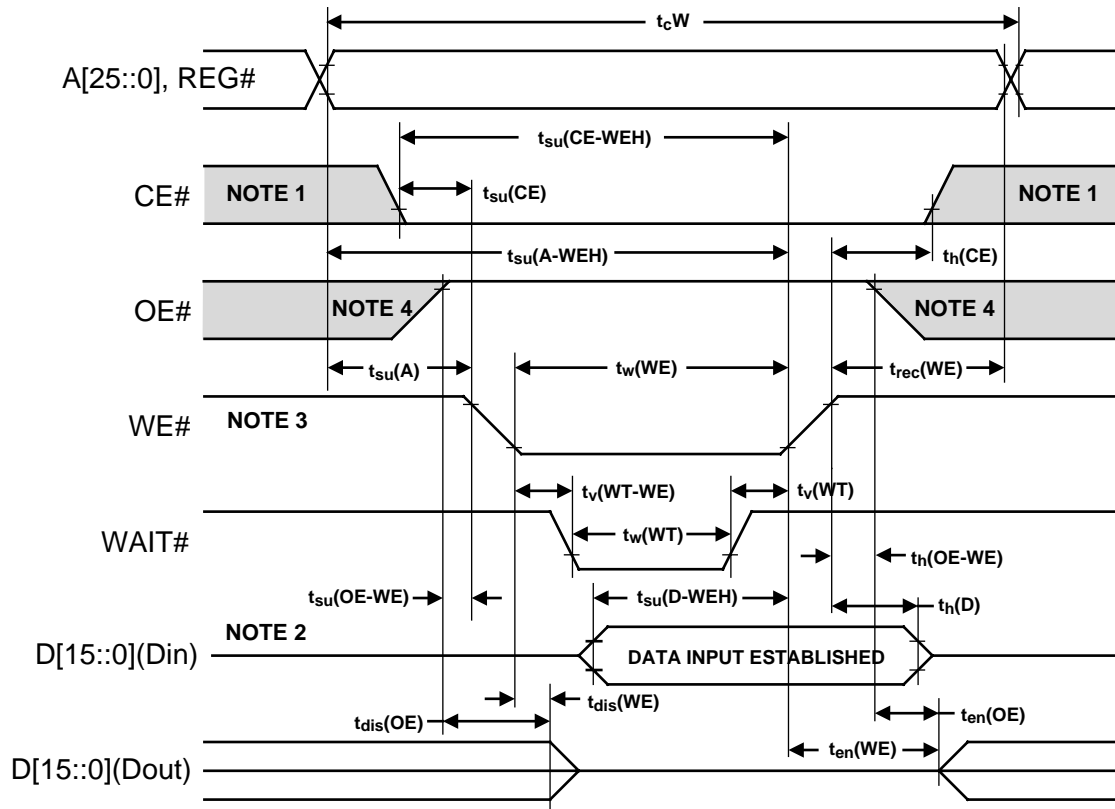 tcW
A[25::0], REG#
tsu(CE-WEH)
CE#
NOTE 1
tsu(CE)
NOTE 1
tsu(A-WEH)
th(CE)
OE#
NOTE 4
NOTE 4
tsu(A)
tw(WE)
trec(WE)
WE#
NOTE 3
tv(WT-WE)
tv(WT)
WAIT#
tw(WT)
th(OE-WE)
tsu(OE-WE)
tsu(D-WEH)
th(D)
NOTE 2
D[15::0](Din)
DATA INPUT ESTABLISHED
tdis(WE)
tdis(OE)
ten(OE)
ten(WE)
D[15::0](Dout)